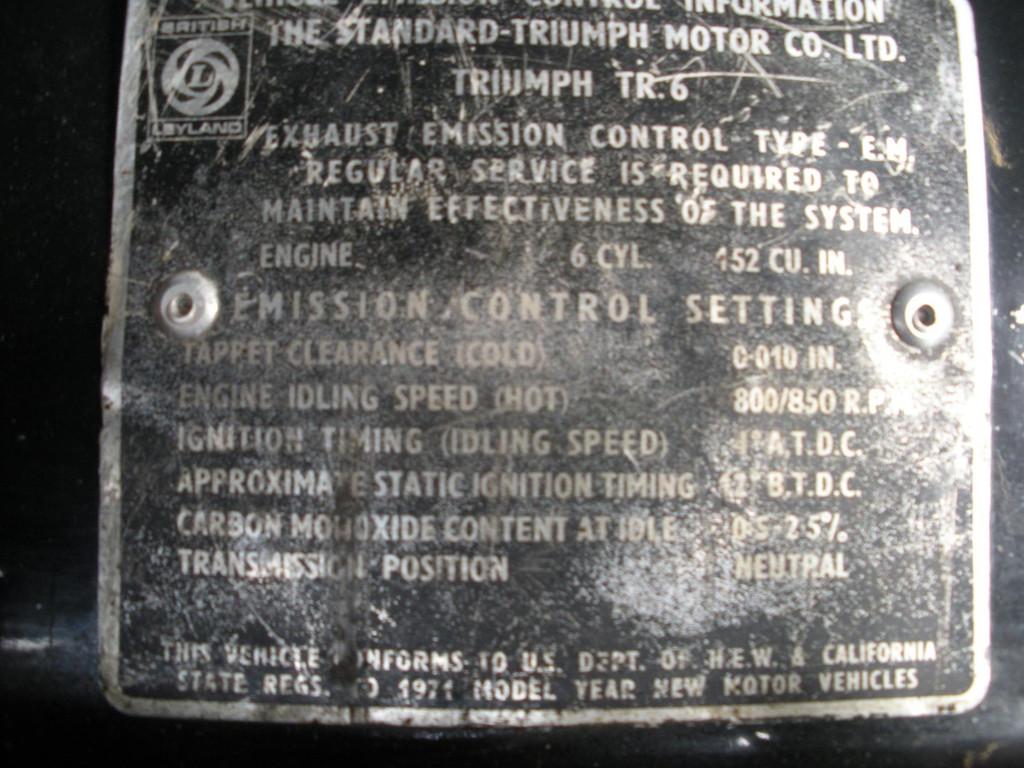 VEHICLE EMISSION CONTROL INFORMATION
BRITISH
L
LEYLAND
THE STANDARD-TRIUMPH MOTOR CO. LTD.
TRIUMPH TR.6
EXHAUST EMISSION CONTROL TYPE - E.M.
REGULAR SERVICE IS REQUIRED TO
MAINTAIN EFFECTIVENESS OF THE SYSTEM.
ENGINE. 6 CYL. 152 CU. IN.
EMISSION CONTROL SETTING
TAPPET CLEARANCE (COLD) 0·010 IN.
ENGINE IDLING SPEED (HOT) 800/850 R.P.M.
IGNITION TIMING (IDLING SPEED) A.T.D.C.
APPROXIMATE STATIC IGNITION TIMING 12° B.T.D.C.
CARBON MONOXIDE CONTENT AT IDLE 0·5-2·5%.
TRANSMISSION POSITION NEUTRAL
THIS VEHICLE CONFORMS TO U.S. DEPT. OF H.E.W. & CALIFORNIA
STATE REGS. TO 1971 MODEL YEAR NEW MOTOR VEHICLES